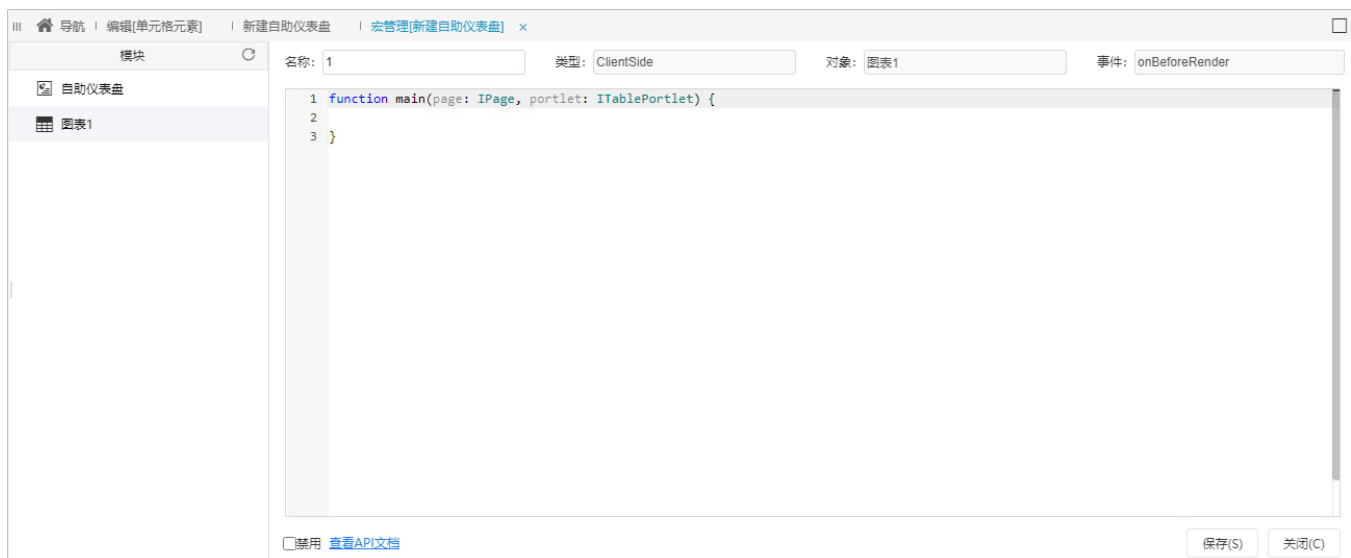 导航 编辑[单元格元素] 新建自助仪表盘 宏管理[新建自助仪表盘] ×
模块
名称: 1 类型: ClientSide 对象: 图表1 事件: onBeforeRender
自助仪表盘
图表1
1 function main(page: IPage, portlet: ITablePortlet) {
2
3 }
禁用 查看API文档 保存(S) 关闭(C)